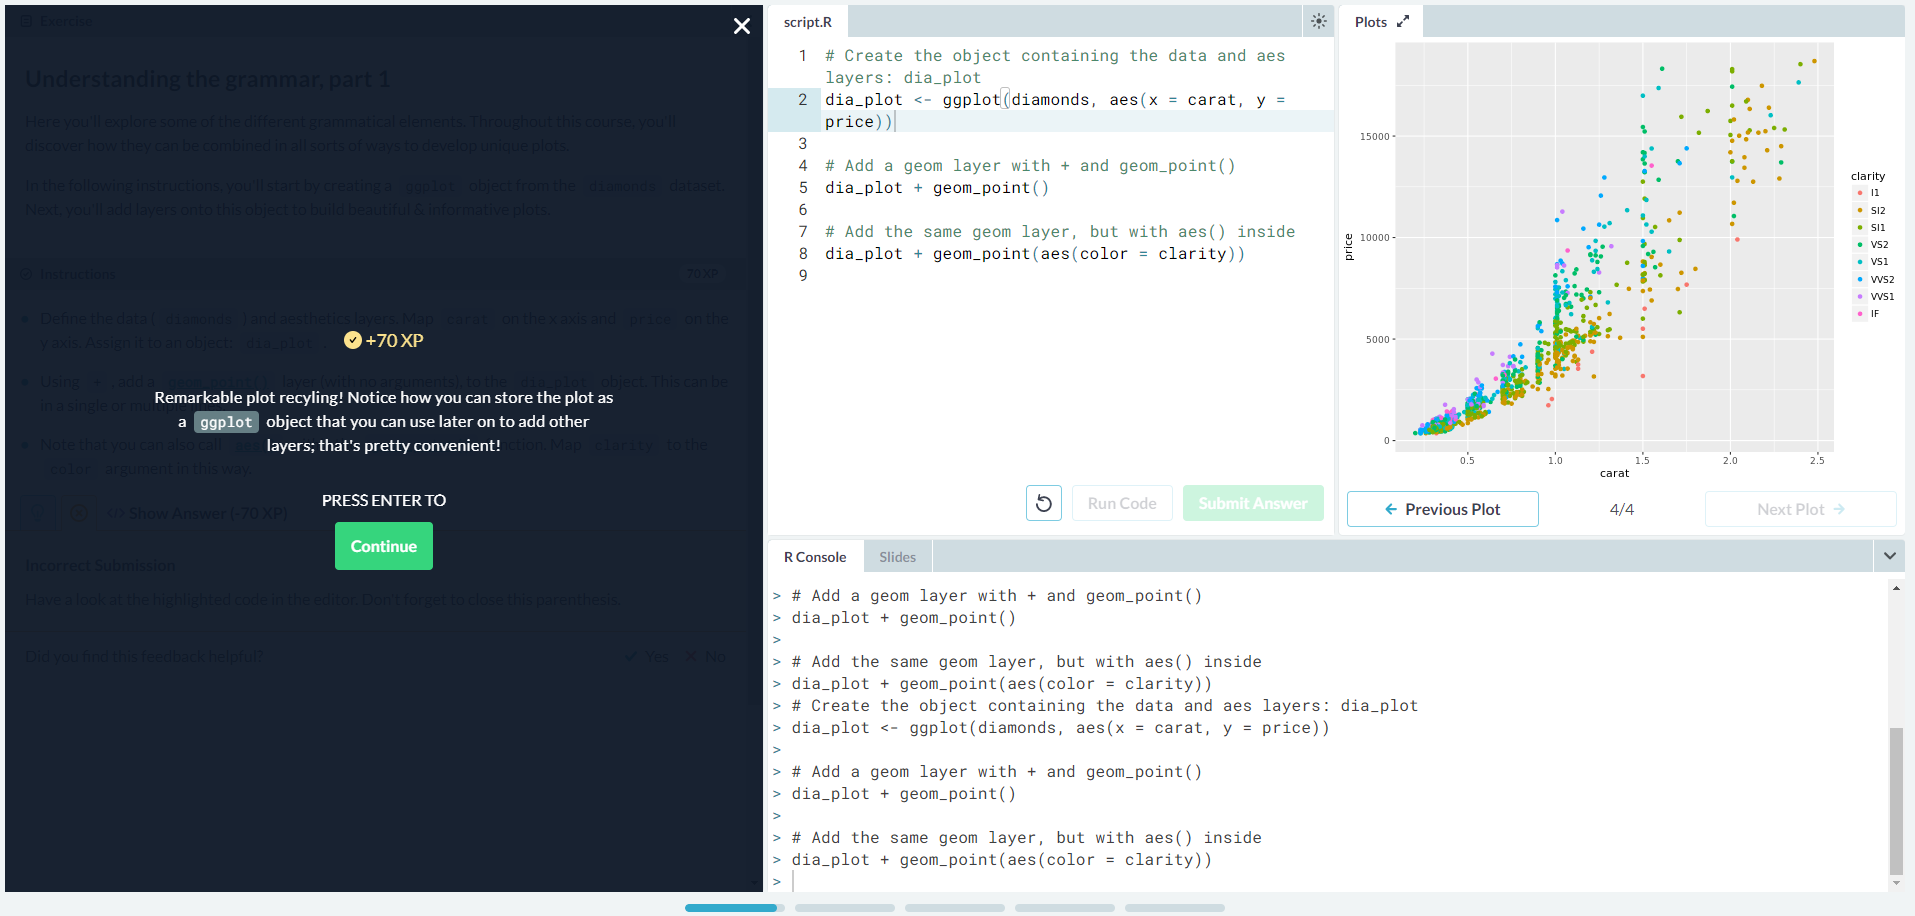 Exercise
Understanding the grammar, part 1
Here you'll explore some of the different grammatical elements. Throughout this course, you'll
discover how they can be combined in all sorts of ways to develop unique plots.
In the following instructions, you'll start by creating a ggplot object from the diamonds dataset.
Next, you'll add layers onto this object to build beautiful & informative plots.
Instructions
70 XP
Define the data ( diamonds ) and aesthetics layers. Map carat on the x axis and price on the
y axis. Assign it to an object: dia_plot .
Using + , add a geom_point() layer (with no arguments), to the dia_plot object. This can be
in a single or multiple lines.
Note that you can also call function. Map clarity to the
color argument in this way.
Show Answer (-70 XP)
Incorrect Submission
Have a look at the highlighted code in the editor. Don't forget to close this parenthesis.
Did you find this feedback helpful?
Yes
No
+70 XP
Remarkable plot recyling! Notice how you can store the plot as
a ggplot object that you can use later on to add other
layers; that's pretty convenient!
PRESS ENTER TO
Continue
script.R
1 # Create the object containing the data and aes
layers: dia_plot
2 dia_plot <- ggplot(diamonds, aes(x = carat, y =
price))
3
4 # Add a geom layer with + and geom_point()
5 dia_plot + geom_point()
6
7 # Add the same geom layer, but with aes() inside
8 dia_plot + geom_point(aes(color = clarity))
9
Run Code
Submit Answer
Plots
15000
10000
5000
0
price
0.5 1.0 1.5 2.0 2.5
carat
clarity
I1
SI2
SI1
VS2
VS1
VVS2
VVS1
IF
Previous Plot
4/4
Next Plot
R Console
Slides
> # Add a geom layer with + and geom_point()
> dia_plot + geom_point()
>
> # Add the same geom layer, but with aes() inside
> dia_plot + geom_point(aes(color = clarity))
> # Create the object containing the data and aes layers: dia_plot
> dia_plot <- ggplot(diamonds, aes(x = carat, y = price))
>
> # Add a geom layer with + and geom_point()
> dia_plot + geom_point()
>
> # Add the same geom layer, but with aes() inside
> dia_plot + geom_point(aes(color = clarity))
>